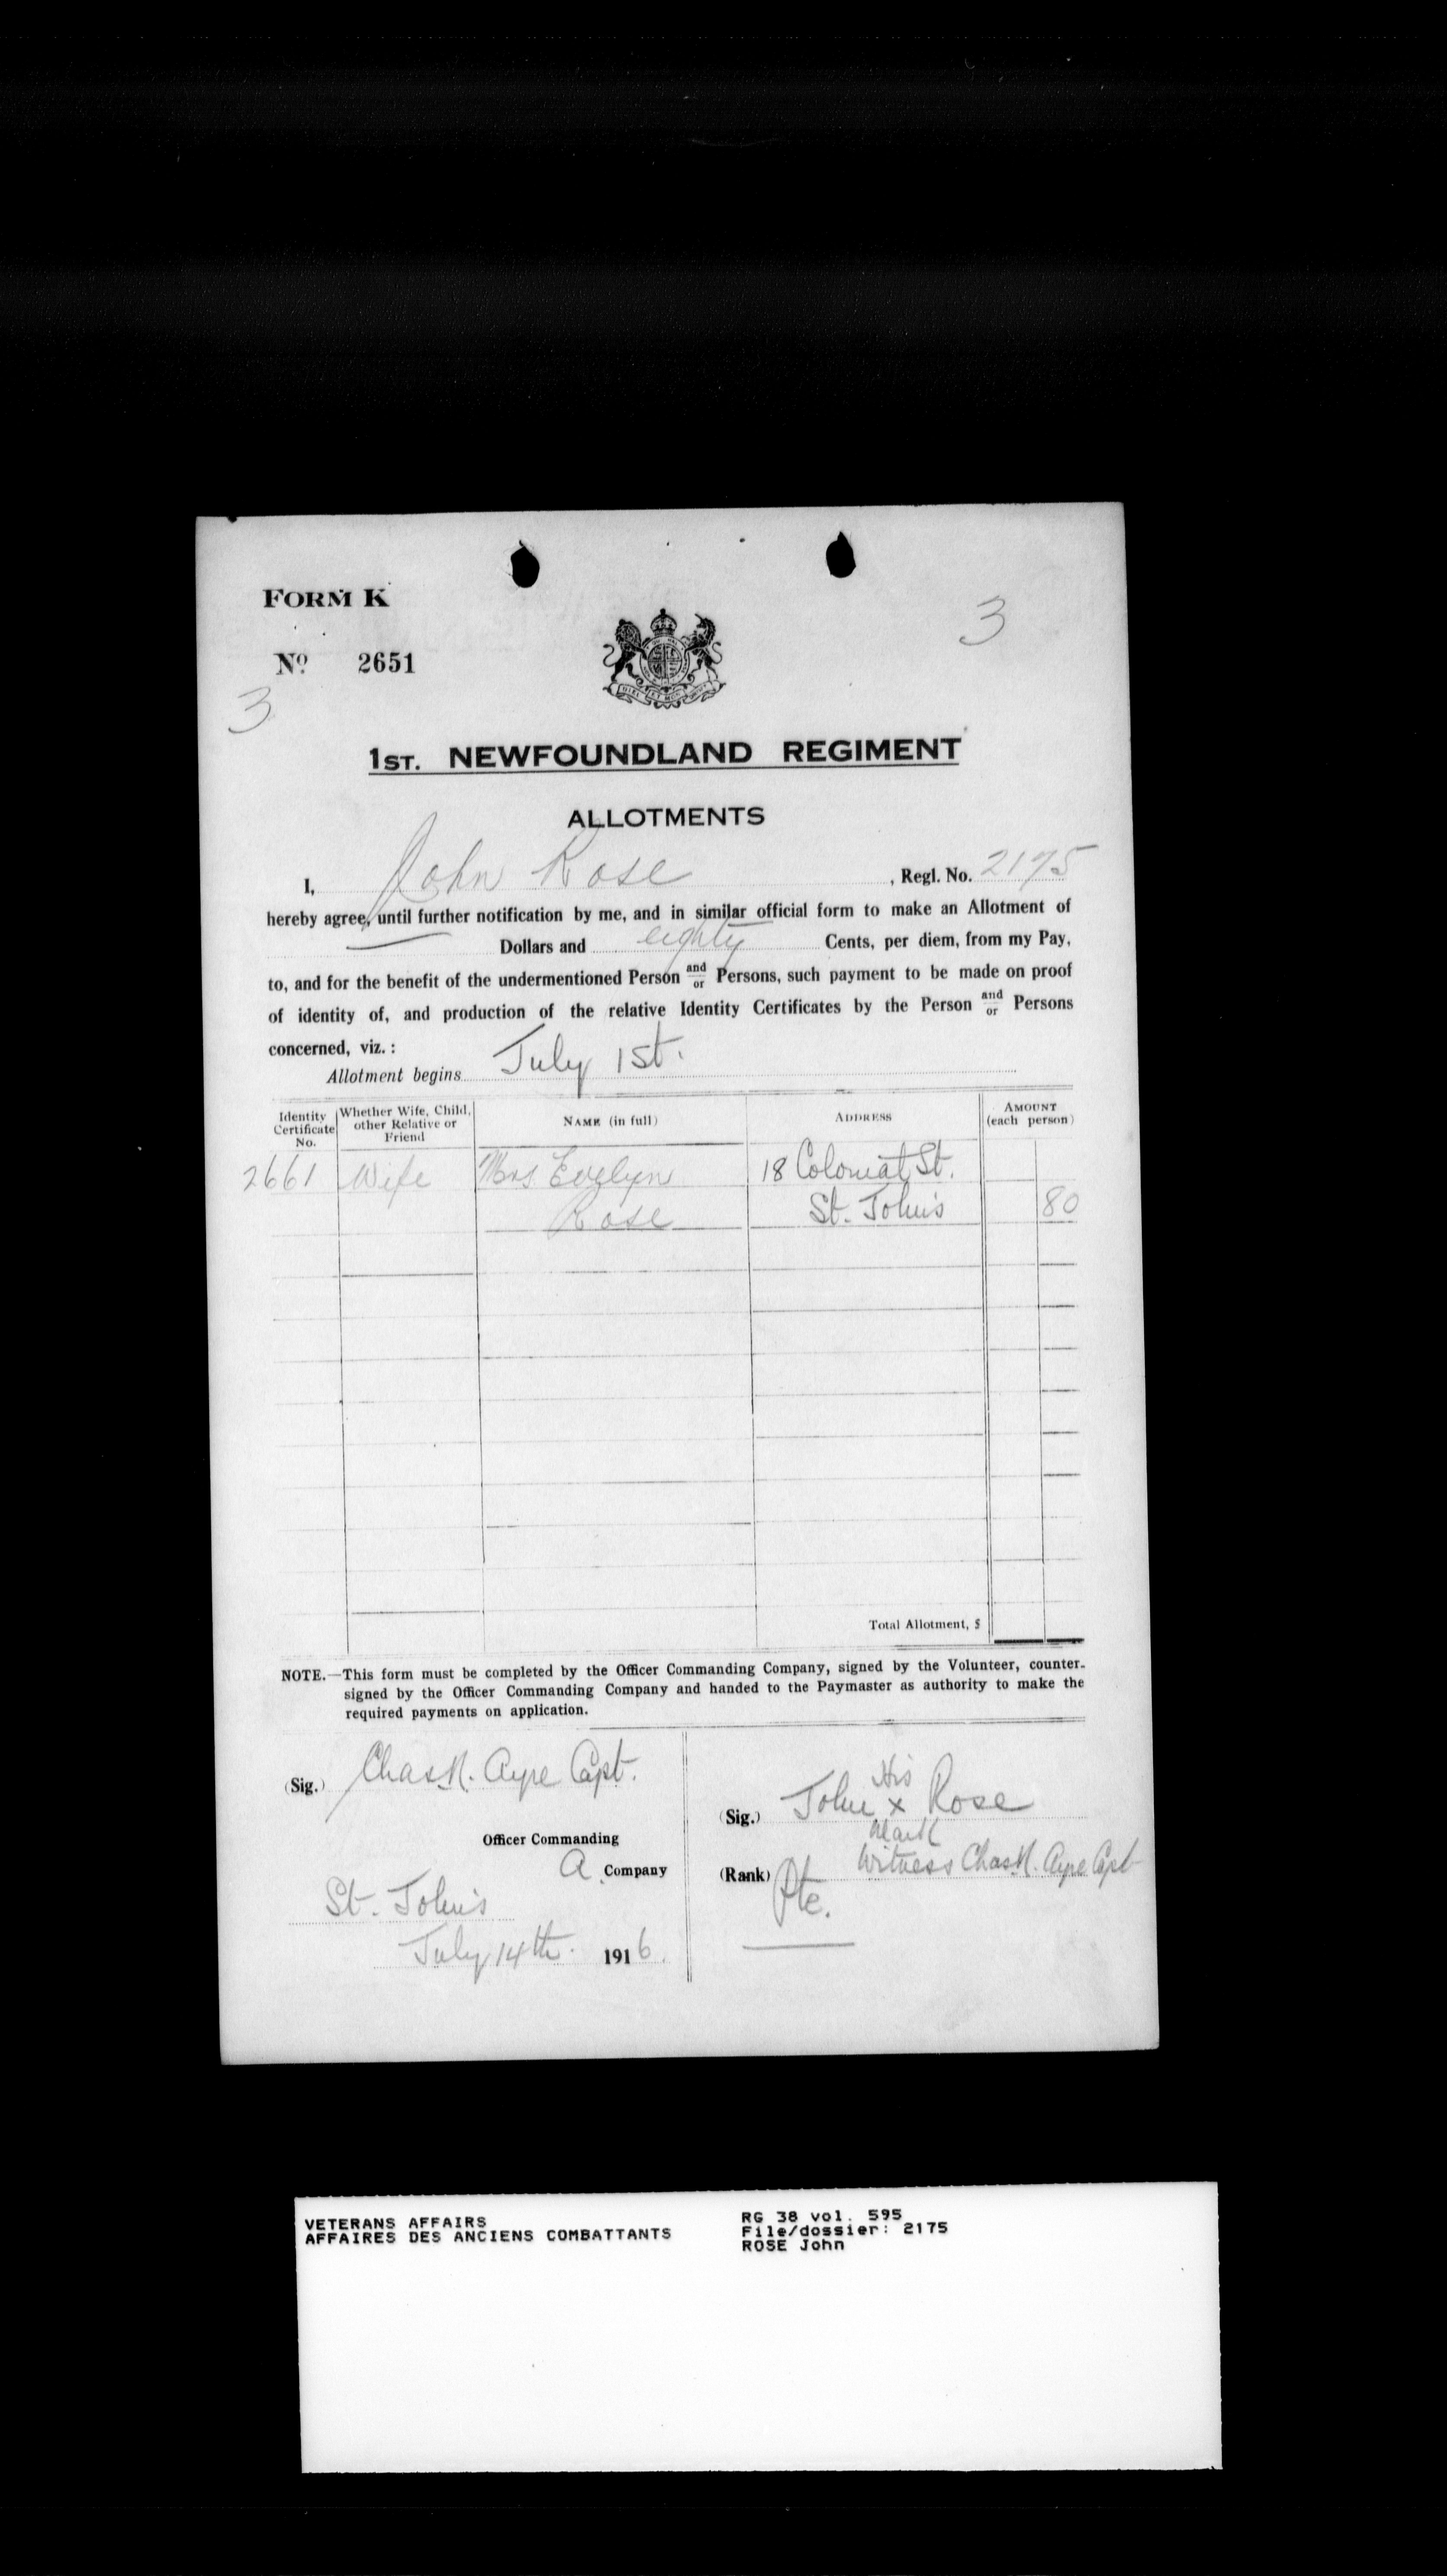 FORM K
3
No 2651
3
1ST. NEWFOUNDLAND REGIMENT
ALLOTMENTS
I, John Rose, Regl. No. 2175
hereby agree, until further notification by me, and in similar official form to make an Allotment of
— Dollars and eighty Cents, per diem, from my Pay,
to, and for the benefit of the undermentioned Person and/or Persons, such payment to be made on proof
of identity of, and production of the relative Identity Certificates by the Person and/or Persons
concerned, viz. :
Allotment begins July 1st.
Identity Certificate No. Whether Wife, Child, other Relative or Friend NAME (in full) ADDRESS AMOUNT (each person)
2661 Wife Mrs Evelyn 18 Colonial St.
Rose St. John's 80
Total Allotment, $
NOTE.—This form must be completed by the Officer Commanding Company, signed by the Volunteer, counter-
signed by the Officer Commanding Company and handed to the Paymaster as authority to make the
required payments on application.
(Sig.) Chas R. Ayre Capt.
Officer Commanding
A Company
St. John's
July 14th. 1916.
His
(Sig.) John x Rose
Mark
Witness Chas R. Ayre Capt
(Rank) Pte.
VETERANS AFFAIRS
AFFAIRES DES ANCIENS COMBATTANTS
RG 38 vol. 595
File/dossier: 2175
ROSE John